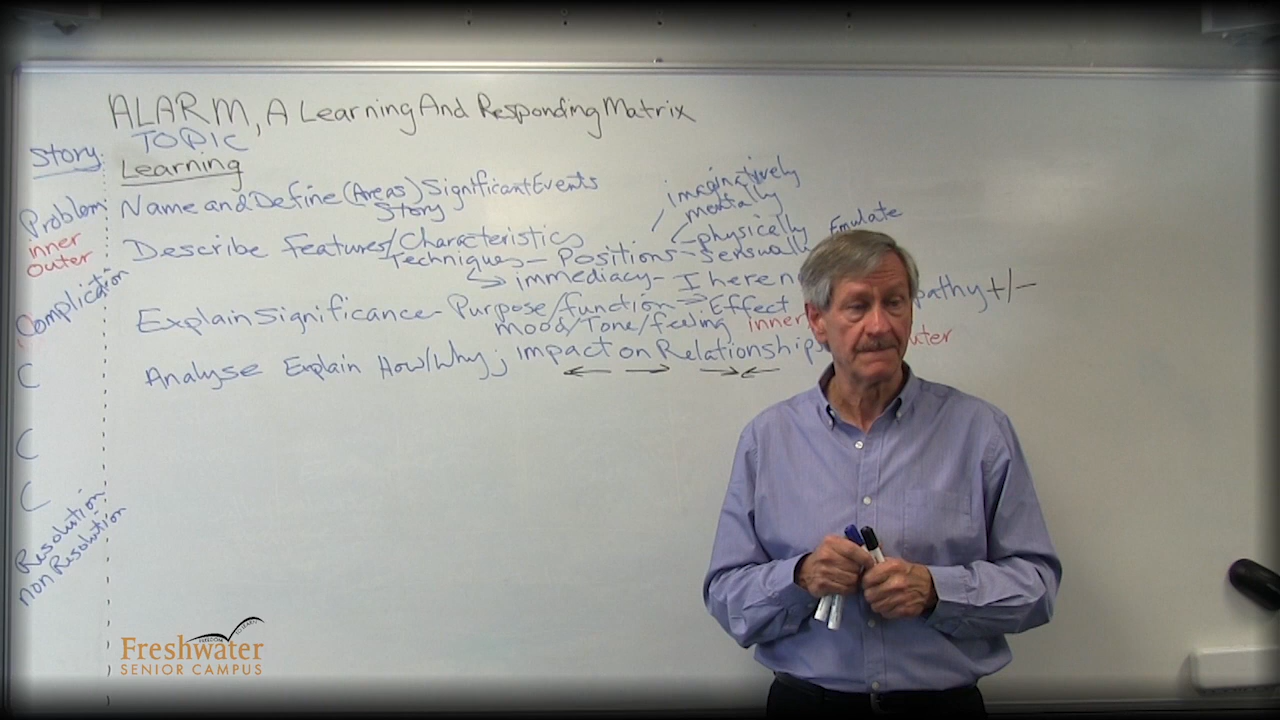 ALARM, A Learning And Responding Matrix
TOPIC
Story:
Learning
Problem
inner
outer
Name and Define (Areas) Significant Events
Story
Describe Features/Characteristics
Techniques – Positions –
imaginatively
mentally
physically
sensually
Emulate
immediacy – I here
Complication
Explain Significance – Purpose/function → Effect pathy +/-
mood/Tone/feeling inner
Analyse Explain How/Why; impact on Relationships
C
C
C
Resolution
non Resolution
Freshwater
SENIOR CAMPUS